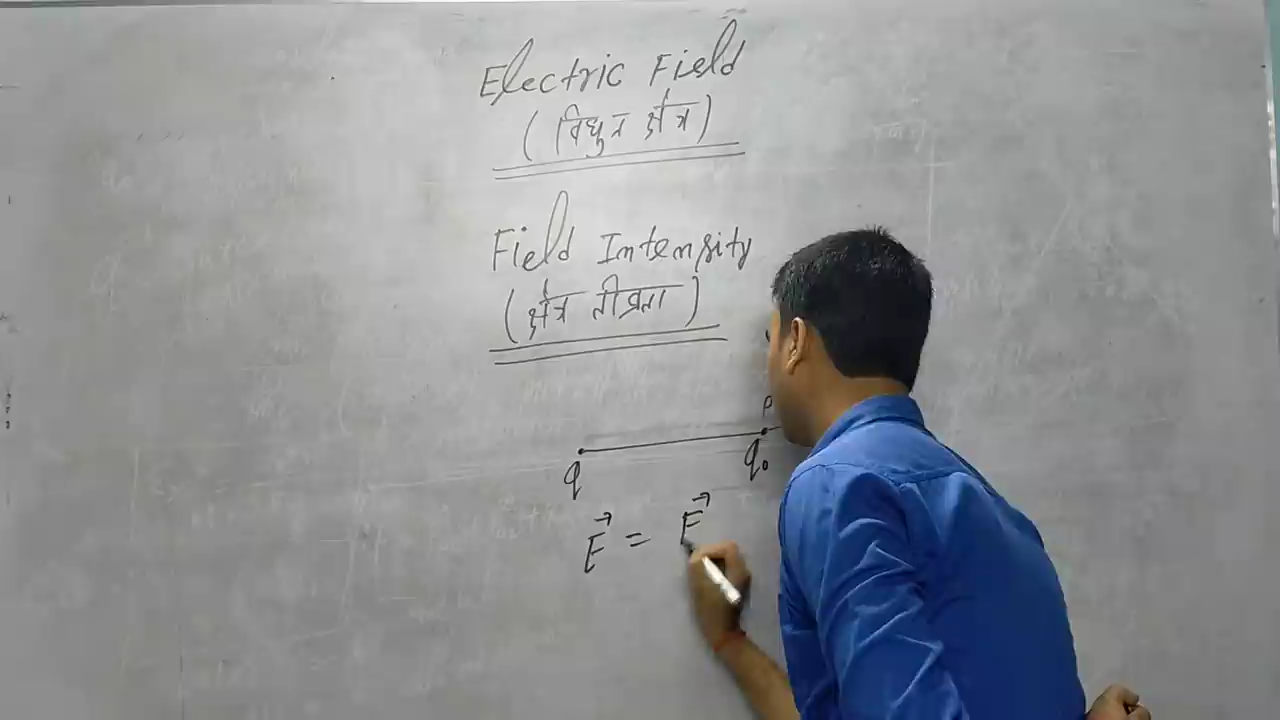 Electric Field
(विधुत क्षेत्र)
Field Intensity
(क्षेत्र तीव्रता)
P
q q₀
E⃗ = F⃗